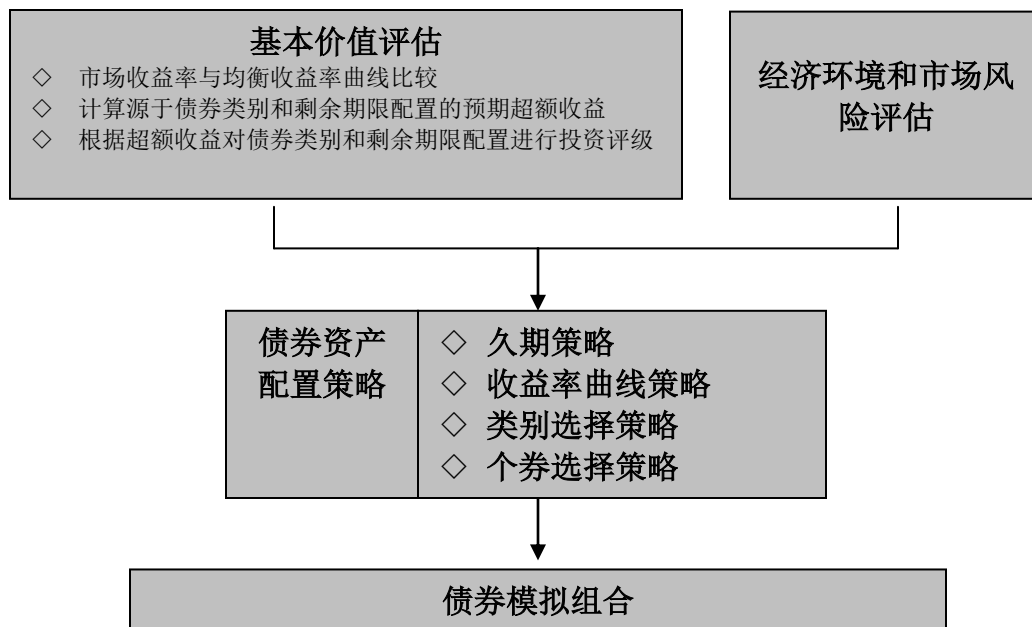 基本价值评估
◇ 市场收益率与均衡收益率曲线比较
◇ 计算源于债券类别和剩余期限配置的预期超额收益
◇ 根据超额收益对债券类别和剩余期限配置进行投资评级
经济环境和市场风
险评估
债券资产
配置策略
◇ 久期策略
◇ 收益率曲线策略
◇ 类别选择策略
◇ 个券选择策略
债券模拟组合